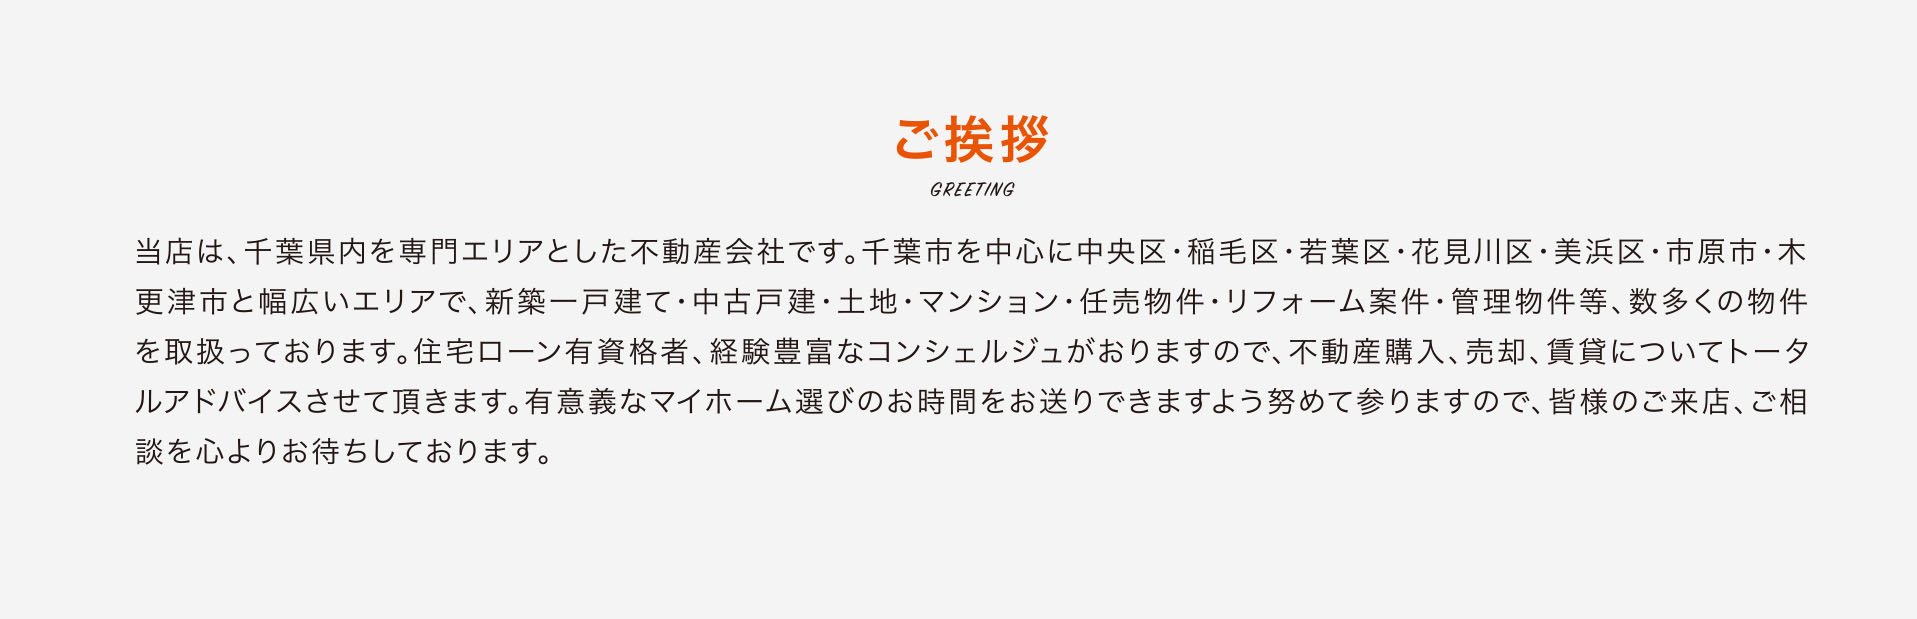 ご挨拶
GREETING
当店は、千葉県内を専門エリアとした不動産会社です。千葉市を中心に中央区・稲毛区・若葉区・花見川区・美浜区・市原市・木
更津市と幅広いエリアで、新築一戸建て・中古戸建・土地・マンション・任売物件・リフォーム案件・管理物件等、数多くの物件
を取扱っております。住宅ローン有資格者、経験豊富なコンシェルジュがおりますので、不動産購入、売却、賃貸についてトータ
ルアドバイスさせて頂きます。有意義なマイホーム選びのお時間をお送りできますよう努めて参りますので、皆様のご来店、ご相
談を心よりお待ちしております。